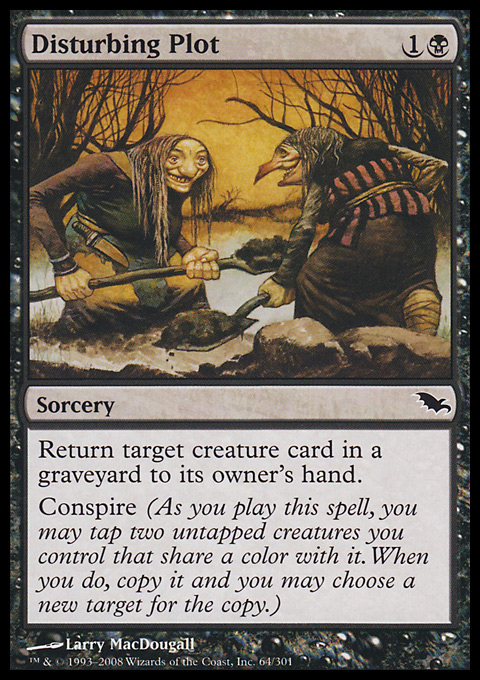 Disturbing Plot 1
Sorcery
Return target creature card in a
graveyard to its owner's hand.
Conspire (As you play this spell, you
may tap two untapped creatures you
control that share a color with it. When
you do, copy it and you may choose a
new target for the copy.)
Larry MacDougall
™ & © 1993–2008 Wizards of the Coast, Inc. 64/301